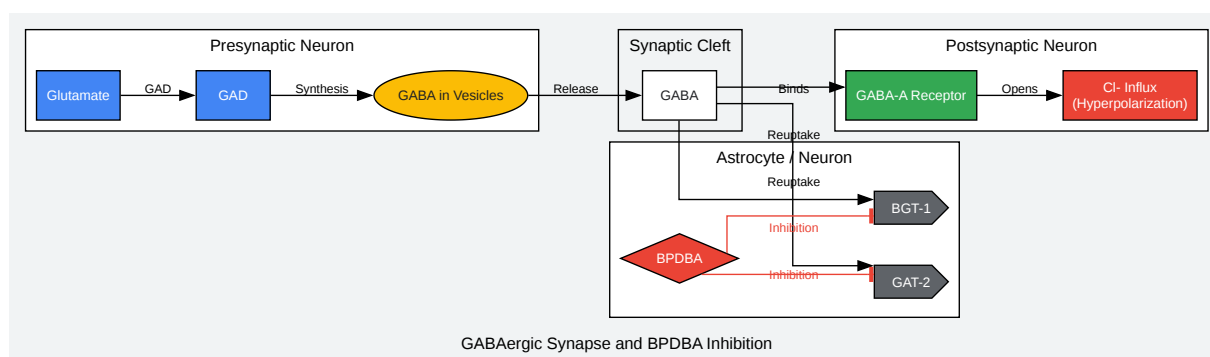 Presynaptic Neuron
Synaptic Cleft
Postsynaptic Neuron
Glutamate
GAD
GAD
Synthesis
GABA in Vesicles
Release
GABA
Binds
GABA-A Receptor
Opens
Cl- Influx
(Hyperpolarization)
Reuptake
Astrocyte / Neuron
Reuptake
BGT-1
Inhibition
BPDBA
Inhibition
GAT-2
GABAergic Synapse and BPDBA Inhibition